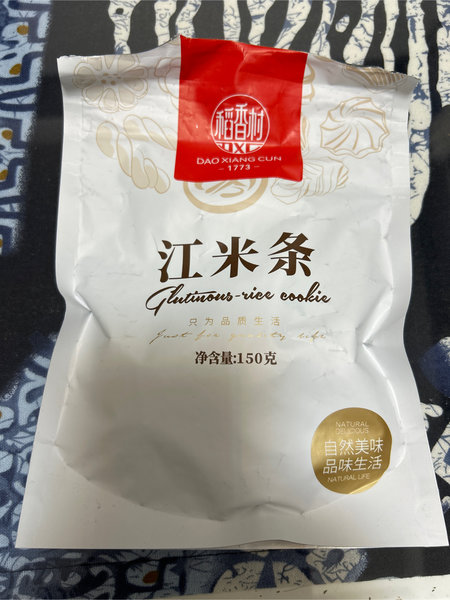 稻香村
DXC
DAO XIANG CUN
- 1773 -
江米条
Glutinous-rice cookie
只为品质生活
Just for quality life
净含量:150克
NATURAL
DELICIOUS
自然美味
品味生活
NATURAL LIFE